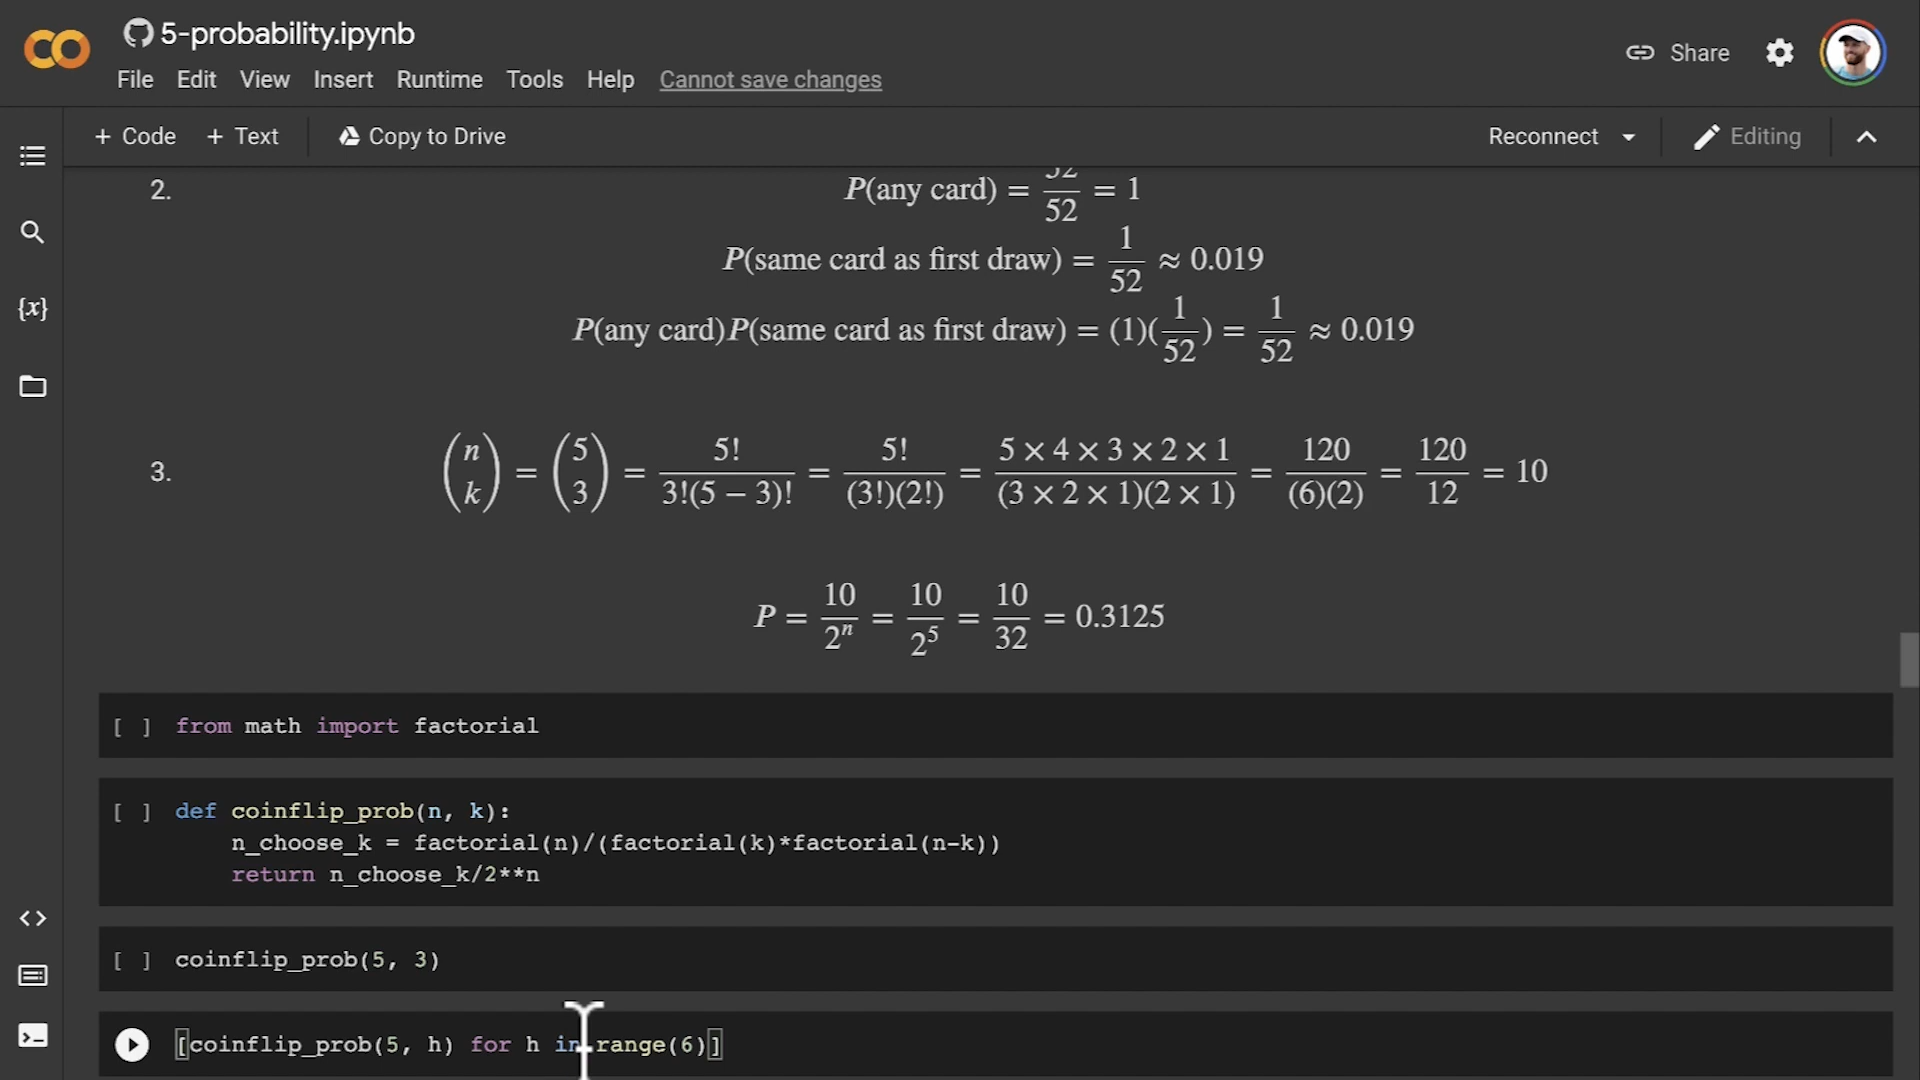 5-probability.ipynb
File Edit View Insert Runtime Tools Help Cannot save changes
Share
+ Code + Text Copy to Drive
Reconnect Editing
2. P(any card) = 52/52 = 1
P(same card as first draw) = 1/52 ≈ 0.019
P(any card)P(same card as first draw) = (1)(1/52) = 1/52 ≈ 0.019
3. (n k) = (5 3) = 5!/3!(5 − 3)! = 5!/(3!)(2!) = 5 × 4 × 3 × 2 × 1/(3 × 2 × 1)(2 × 1) = 120/(6)(2) = 120/12 = 10
P = 10/2^n = 10/2^5 = 10/32 = 0.3125
[ ] from math import factorial
[ ] def coinflip_prob(n, k):
n_choose_k = factorial(n)/(factorial(k)*factorial(n-k))
return n_choose_k/2**n
[ ] coinflip_prob(5, 3)
[coinflip_prob(5, h) for h in range(6)]
{x}